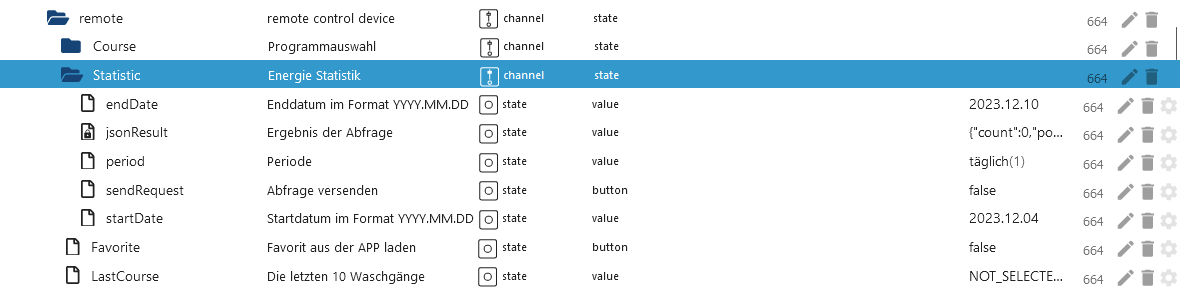 remote remote control device channel state 664
Course Programmauswahl channel state 664
Statistic Energie Statistik channel state 664
endDate Enddatum im Format YYYY.MM.DD state value 2023.12.10 664
jsonResult Ergebnis der Abfrage state value {"count":0,"po... 664
period Periode state value täglich(1) 664
sendRequest Abfrage versenden state button false 664
startDate Startdatum im Format YYYY.MM.DD state value 2023.12.04 664
Favorite Favorit aus der APP laden state button false 664
LastCourse Die letzten 10 Waschgänge state value NOT_SELECTE... 664